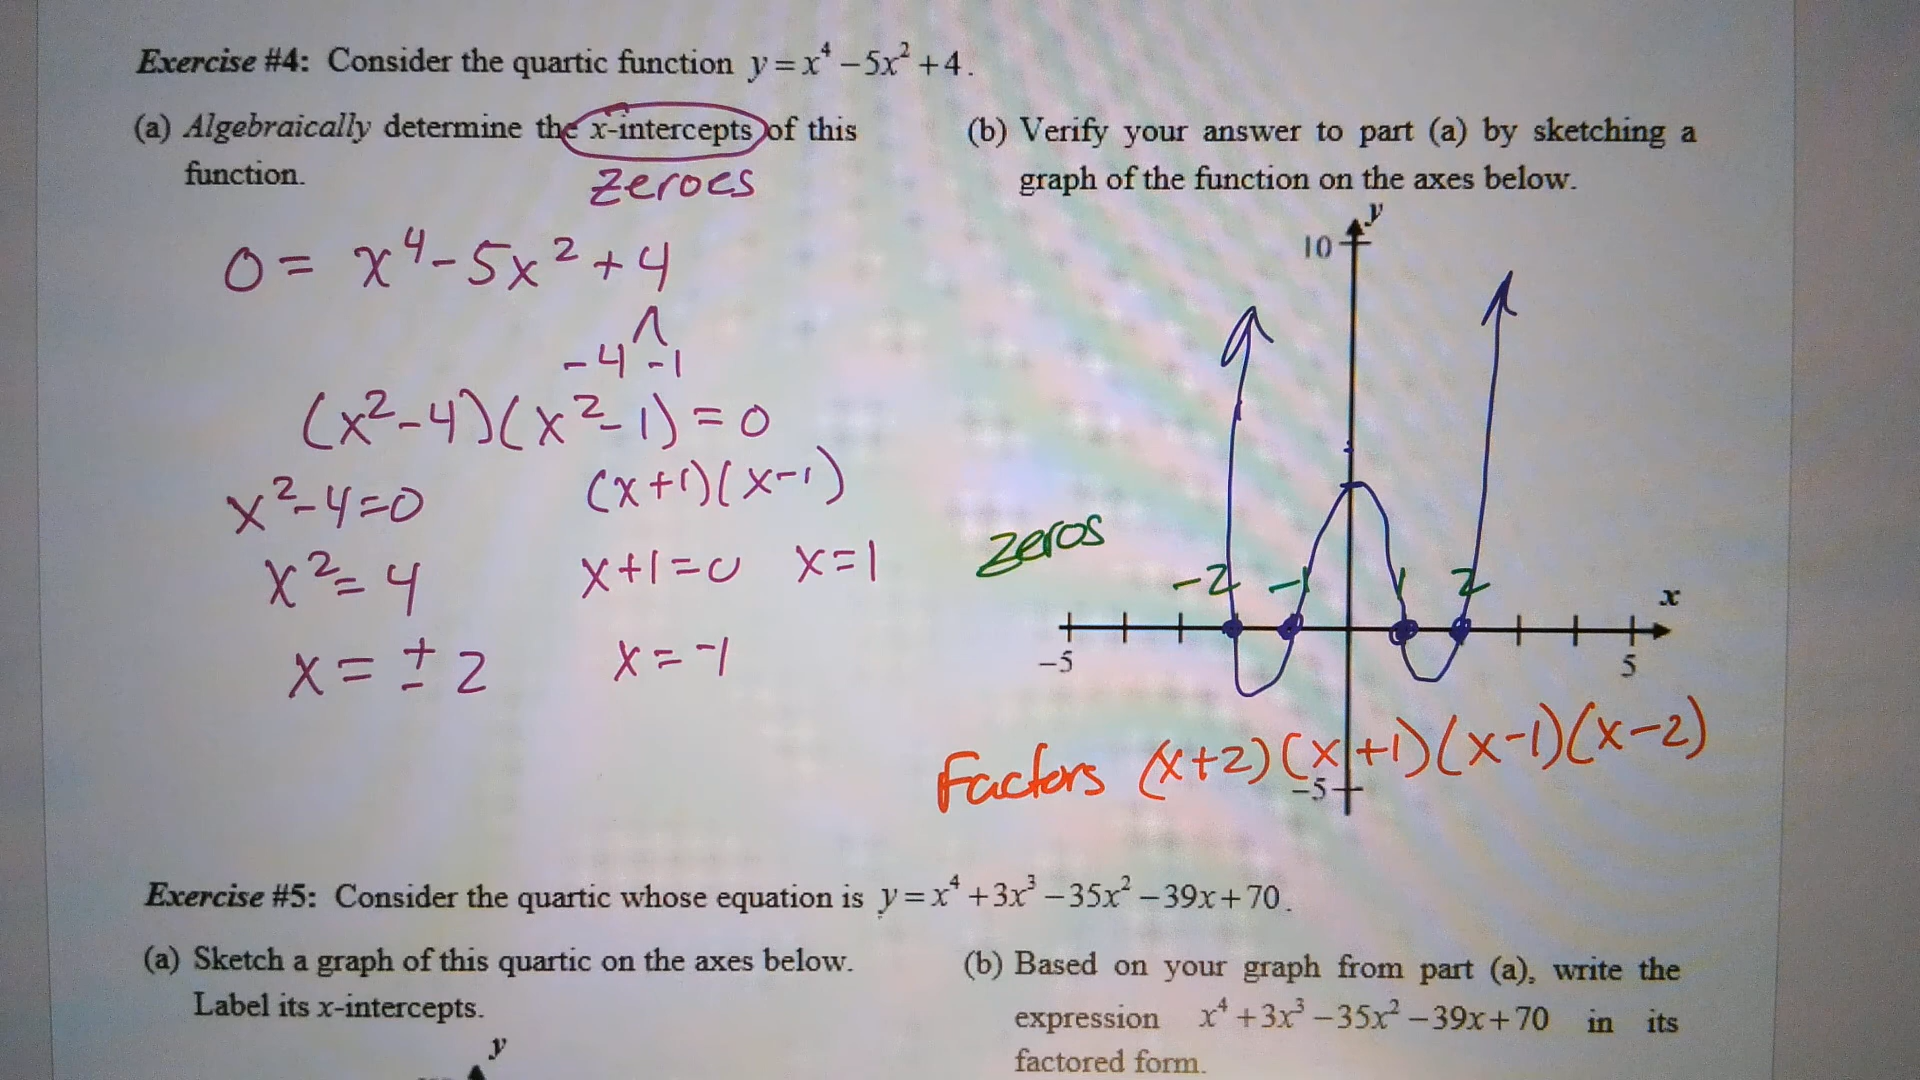 Exercise #4: Consider the quartic function y = x⁴ − 5x² + 4.
(a) Algebraically determine the x-intercepts of this
function.
zeroes
0 = x⁴ - 5x² + 4
-4 -1
(x² - 4)(x² - 1) = 0
x² - 4 = 0 (x+1)(x-1)
x² = 4 x+1=0 x=1
x = ± 2 x = -1
(b) Verify your answer to part (a) by sketching a
graph of the function on the axes below.
y
10
zeros
-2 -1 1 2
x
−5 5
Factors (x+2)(x+1)(x-1)(x-2)
−5
Exercise #5: Consider the quartic whose equation is y = x⁴ + 3x³ − 35x² − 39x + 70.
(a) Sketch a graph of this quartic on the axes below.
Label its x-intercepts.
y
(b) Based on your graph from part (a), write the
expression x⁴ + 3x³ − 35x² − 39x + 70 in its
factored form.